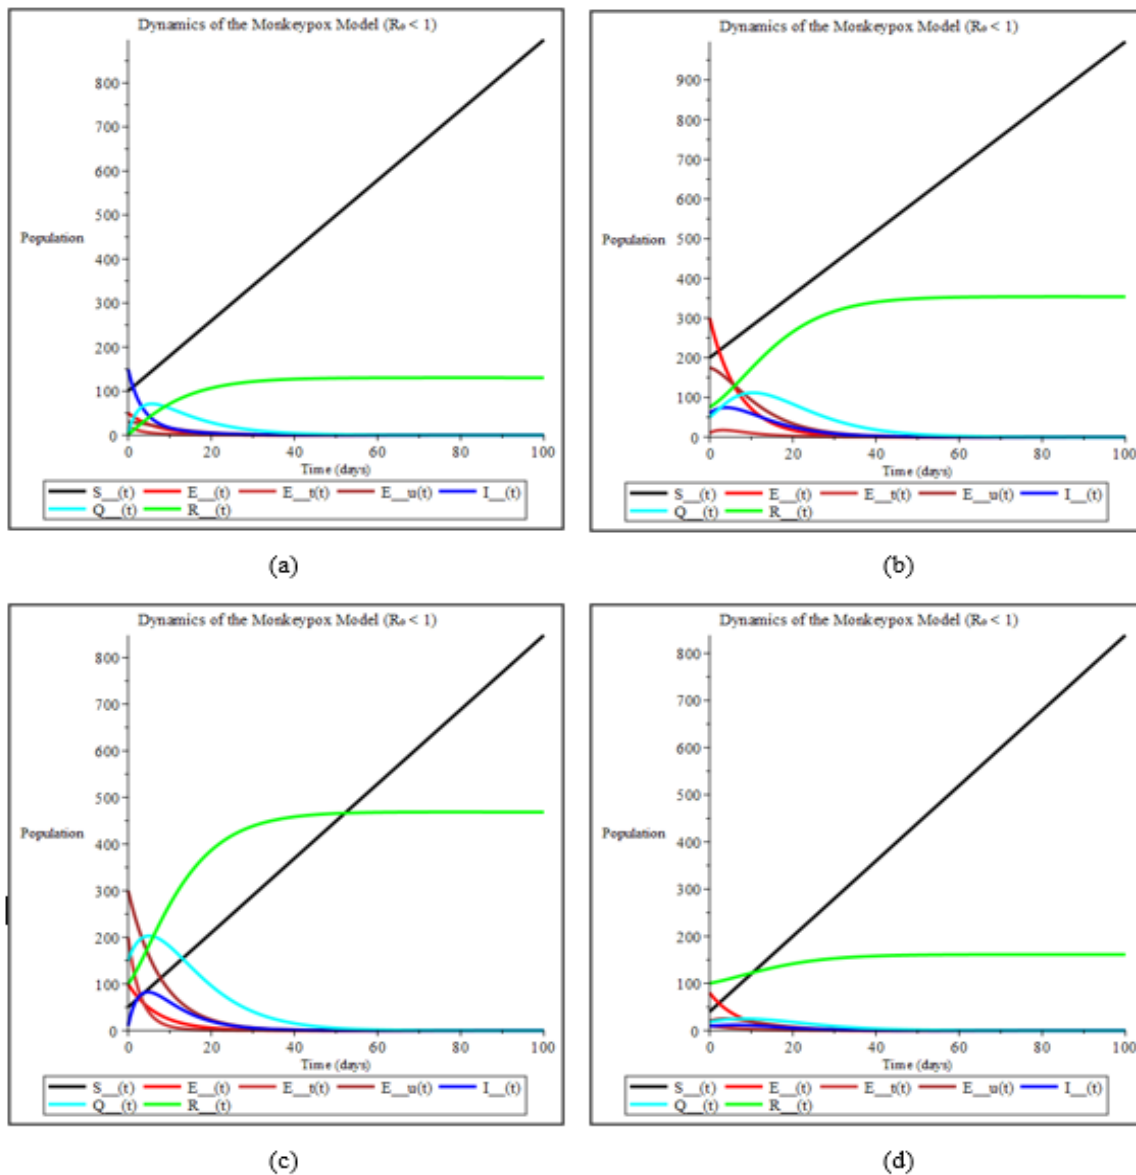 Dynamics of the Monkeypox Model (R₀ < 1)
800
700
600
500
Population
400
300
200
100
0
0 20 40 60 80 100
Time (days)
S__(t) E__(t) E__t(t) E__u(t) I__(t)
Q__(t) R__(t)
(a)
Dynamics of the Monkeypox Model (R₀ < 1)
900
800
700
600
500
Population
400
300
200
100
0
0 20 40 60 80 100
Time (days)
S__(t) E__(t) E__t(t) E__u(t) I__(t)
Q__(t) R__(t)
(b)
Dynamics of the Monkeypox Model (R₀ < 1)
800
700
600
500
Population
400
300
200
100
0
0 20 40 60 80 100
Time (days)
S__(t) E__(t) E__t(t) E__u(t) I__(t)
Q__(t) R__(t)
(c)
Dynamics of the Monkeypox Model (R₀ < 1)
800
700
600
500
Population
400
300
200
100
0
0 20 40 60 80 100
Time (days)
S__(t) E__(t) E__t(t) E__u(t) I__(t)
Q__(t) R__(t)
(d)